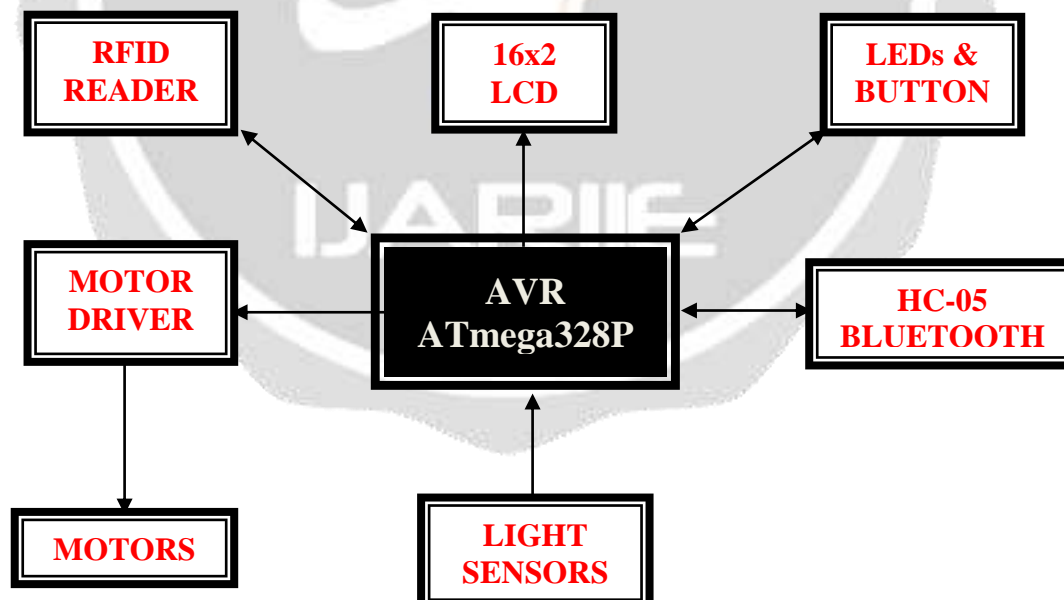 RFID
READER
16x2
LCD
LEDs &
BUTTON
IJARIIE
MOTOR
DRIVER
AVR
ATmega328P
HC-05
BLUETOOTH
MOTORS
LIGHT
SENSORS